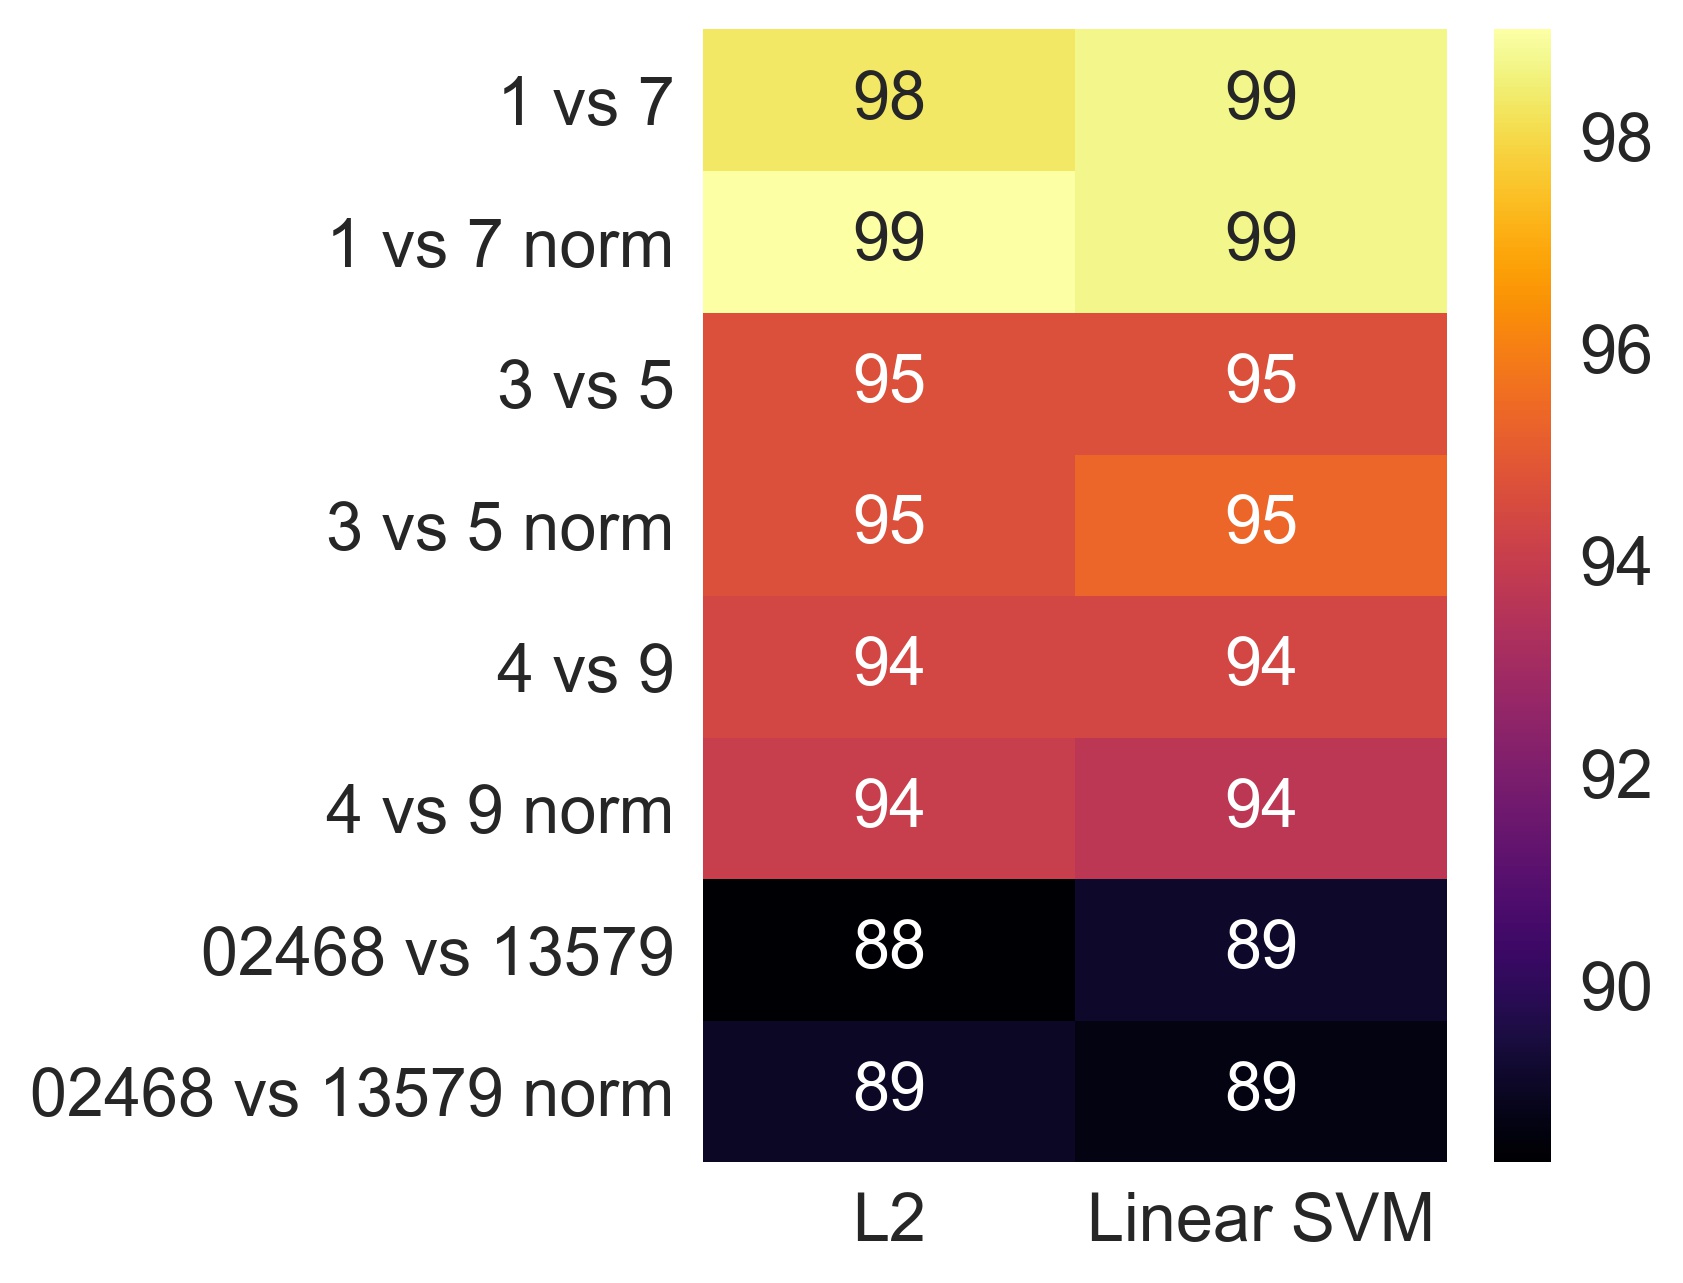 1 vs 7 98 99
1 vs 7 norm 99 99
3 vs 5 95 95
3 vs 5 norm 95 95
4 vs 9 94 94
4 vs 9 norm 94 94
02468 vs 13579 88 89
02468 vs 13579 norm 89 89
L2 Linear SVM
98
96
94
92
90